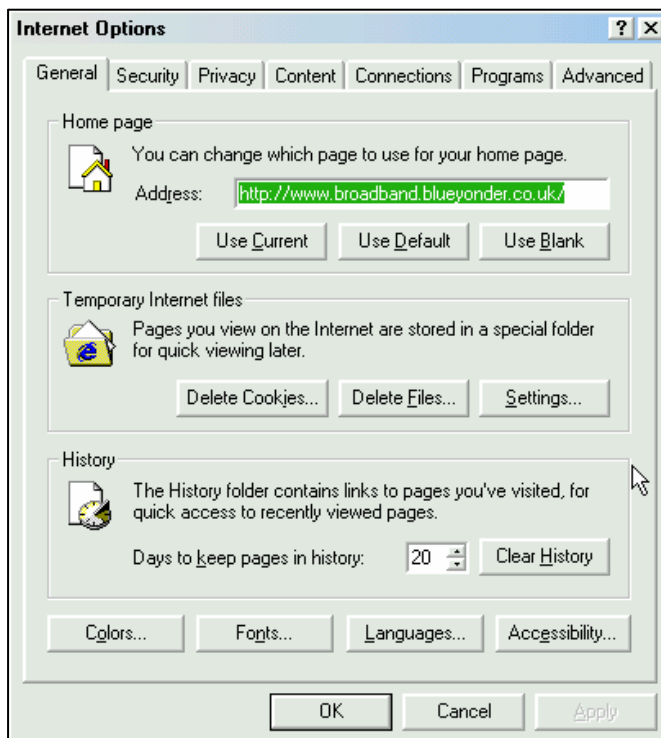 Internet Options ? X
General Security Privacy Content Connections Programs Advanced
Home page
You can change which page to use for your home page.
Address: http://www.broadband.blueyonder.co.uk/
Use Current Use Default Use Blank
Temporary Internet files
Pages you view on the Internet are stored in a special folder
for quick viewing later.
Delete Cookies... Delete Files... Settings...
History
The History folder contains links to pages you've visited, for
quick access to recently viewed pages.
Days to keep pages in history: 20 Clear History
Colors... Fonts... Languages... Accessibility...
OK Cancel Apply